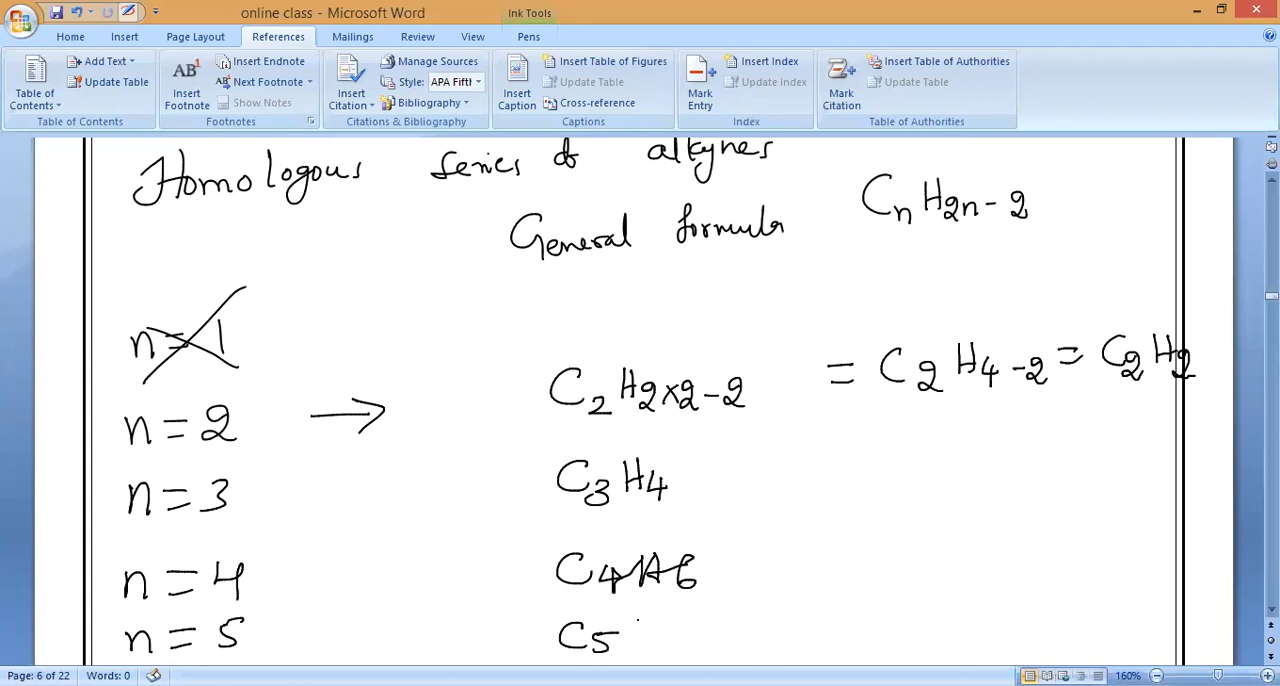 online class - Microsoft Word
Ink Tools
Home Insert Page Layout References Mailings Review View Pens
Table of Contents
Add Text
Update Table
Table of Contents
AB1
Insert Footnote
Insert Endnote
Next Footnote
Show Notes
Footnotes
Insert Citation
Manage Sources
Style: APA Fifth
Bibliography
Citations & Bibliography
Insert Caption
Insert Table of Figures
Update Table
Cross-reference
Captions
Mark Entry
Insert Index
Update Index
Index
Mark Citation
Insert Table of Authorities
Update Table
Table of Authorities
Homologous series of alkynes
General formula CnH2n-2
n = 1
n = 2 → C2H2×2-2 = C2H4-2 = C2H2
n = 3 C3H4
n = 4 C4H6
n = 5 C5
Page: 6 of 22 Words: 0 160%